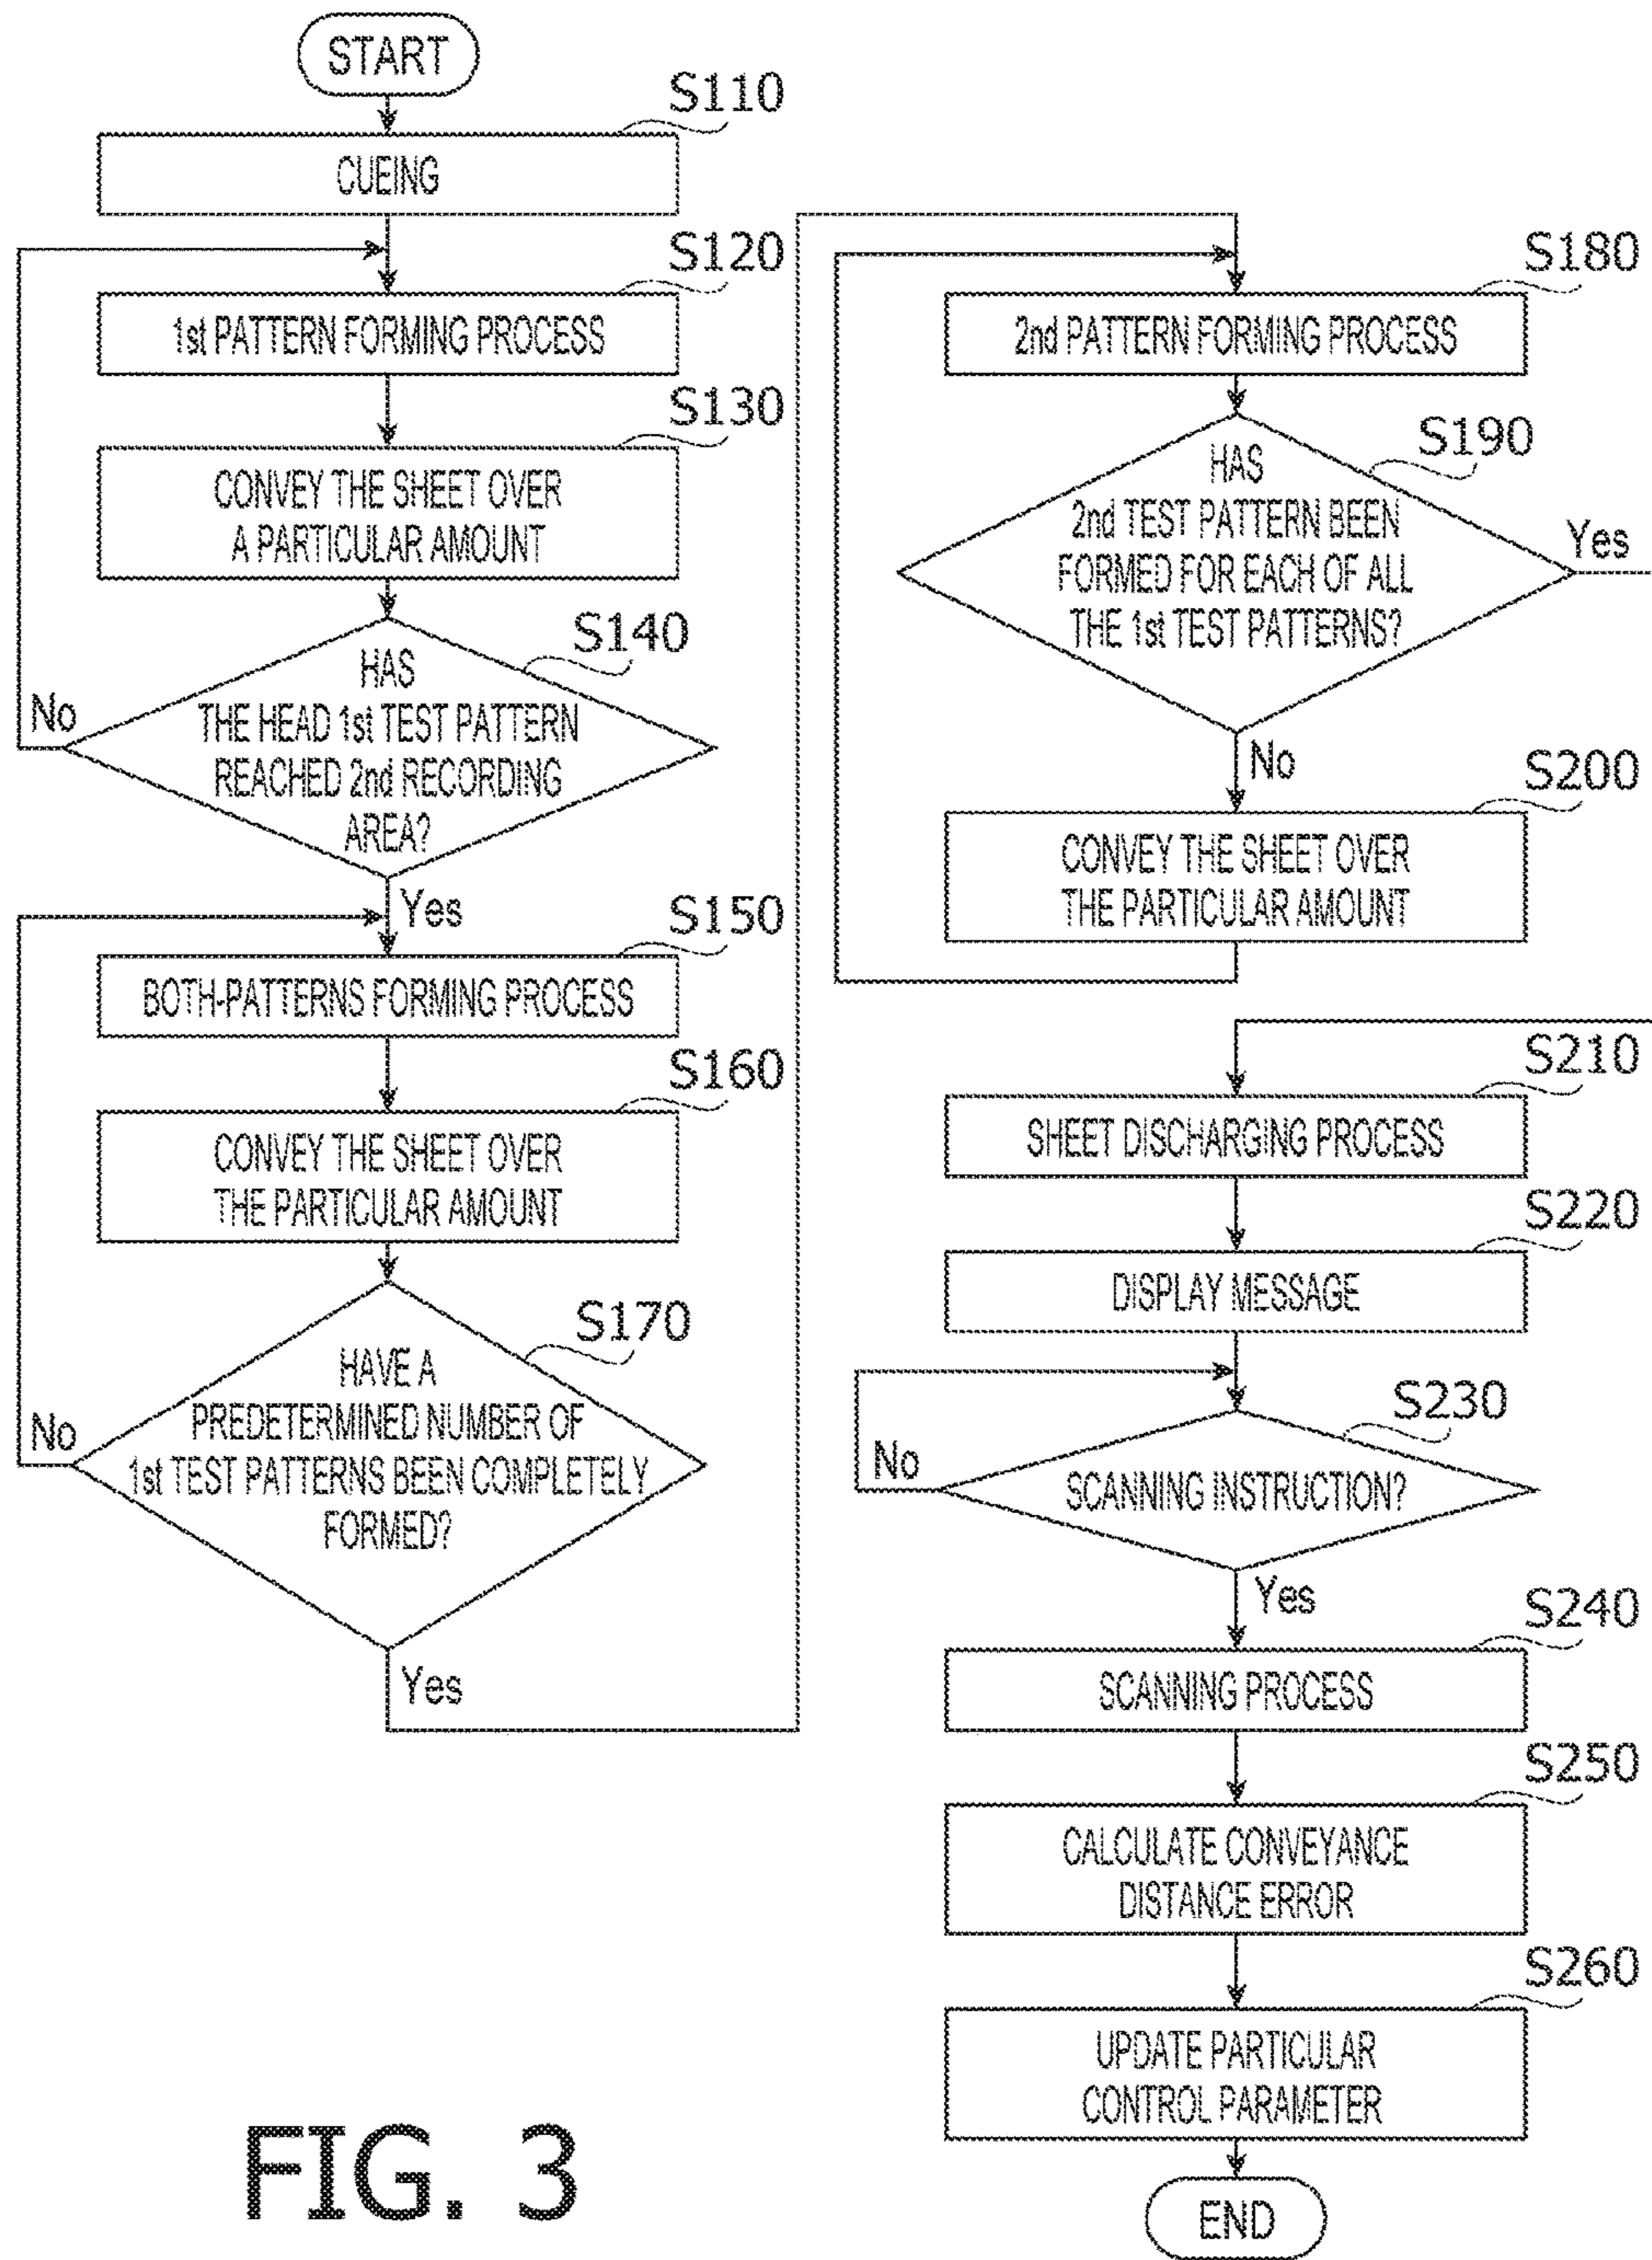 START
S110
CUEING
S120
1st PATTERN FORMING PROCESS
S130
CONVEY THE SHEET OVER
A PARTICULAR AMOUNT
S140
HAS
THE HEAD 1st TEST PATTERN
REACHED 2nd RECORDING
AREA?
No
Yes
S150
BOTH-PATTERNS FORMING PROCESS
S160
CONVEY THE SHEET OVER
THE PARTICULAR AMOUNT
S170
HAVE A
PREDETERMINED NUMBER OF
1st TEST PATTERNS BEEN COMPLETELY
FORMED?
No
Yes
S180
2nd PATTERN FORMING PROCESS
S190
HAS
2nd TEST PATTERN BEEN
FORMED FOR EACH OF ALL
THE 1st TEST PATTERNS?
Yes
No
S200
CONVEY THE SHEET OVER
THE PARTICULAR AMOUNT
S210
SHEET DISCHARGING PROCESS
S220
DISPLAY MESSAGE
S230
SCANNING INSTRUCTION?
No
Yes
S240
SCANNING PROCESS
S250
CALCULATE CONVEYANCE
DISTANCE ERROR
S260
UPDATE PARTICULAR
CONTROL PARAMETER
END
FIG. 3